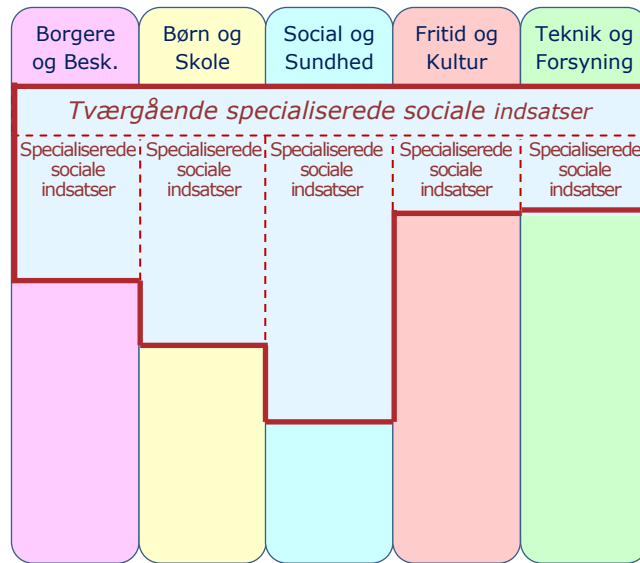 Borgere
og Besk.
Børn og
Skole
Social og
Sundhed
Fritid og
Kultur
Teknik og
Forsyning
Tværgående specialiserede sociale indsatser
Specialiserede
sociale
indsatser
Specialiserede
sociale
indsatser
Specialiserede
sociale
indsatser
Specialiserede
sociale
indsatser
Specialiserede
sociale
indsatser